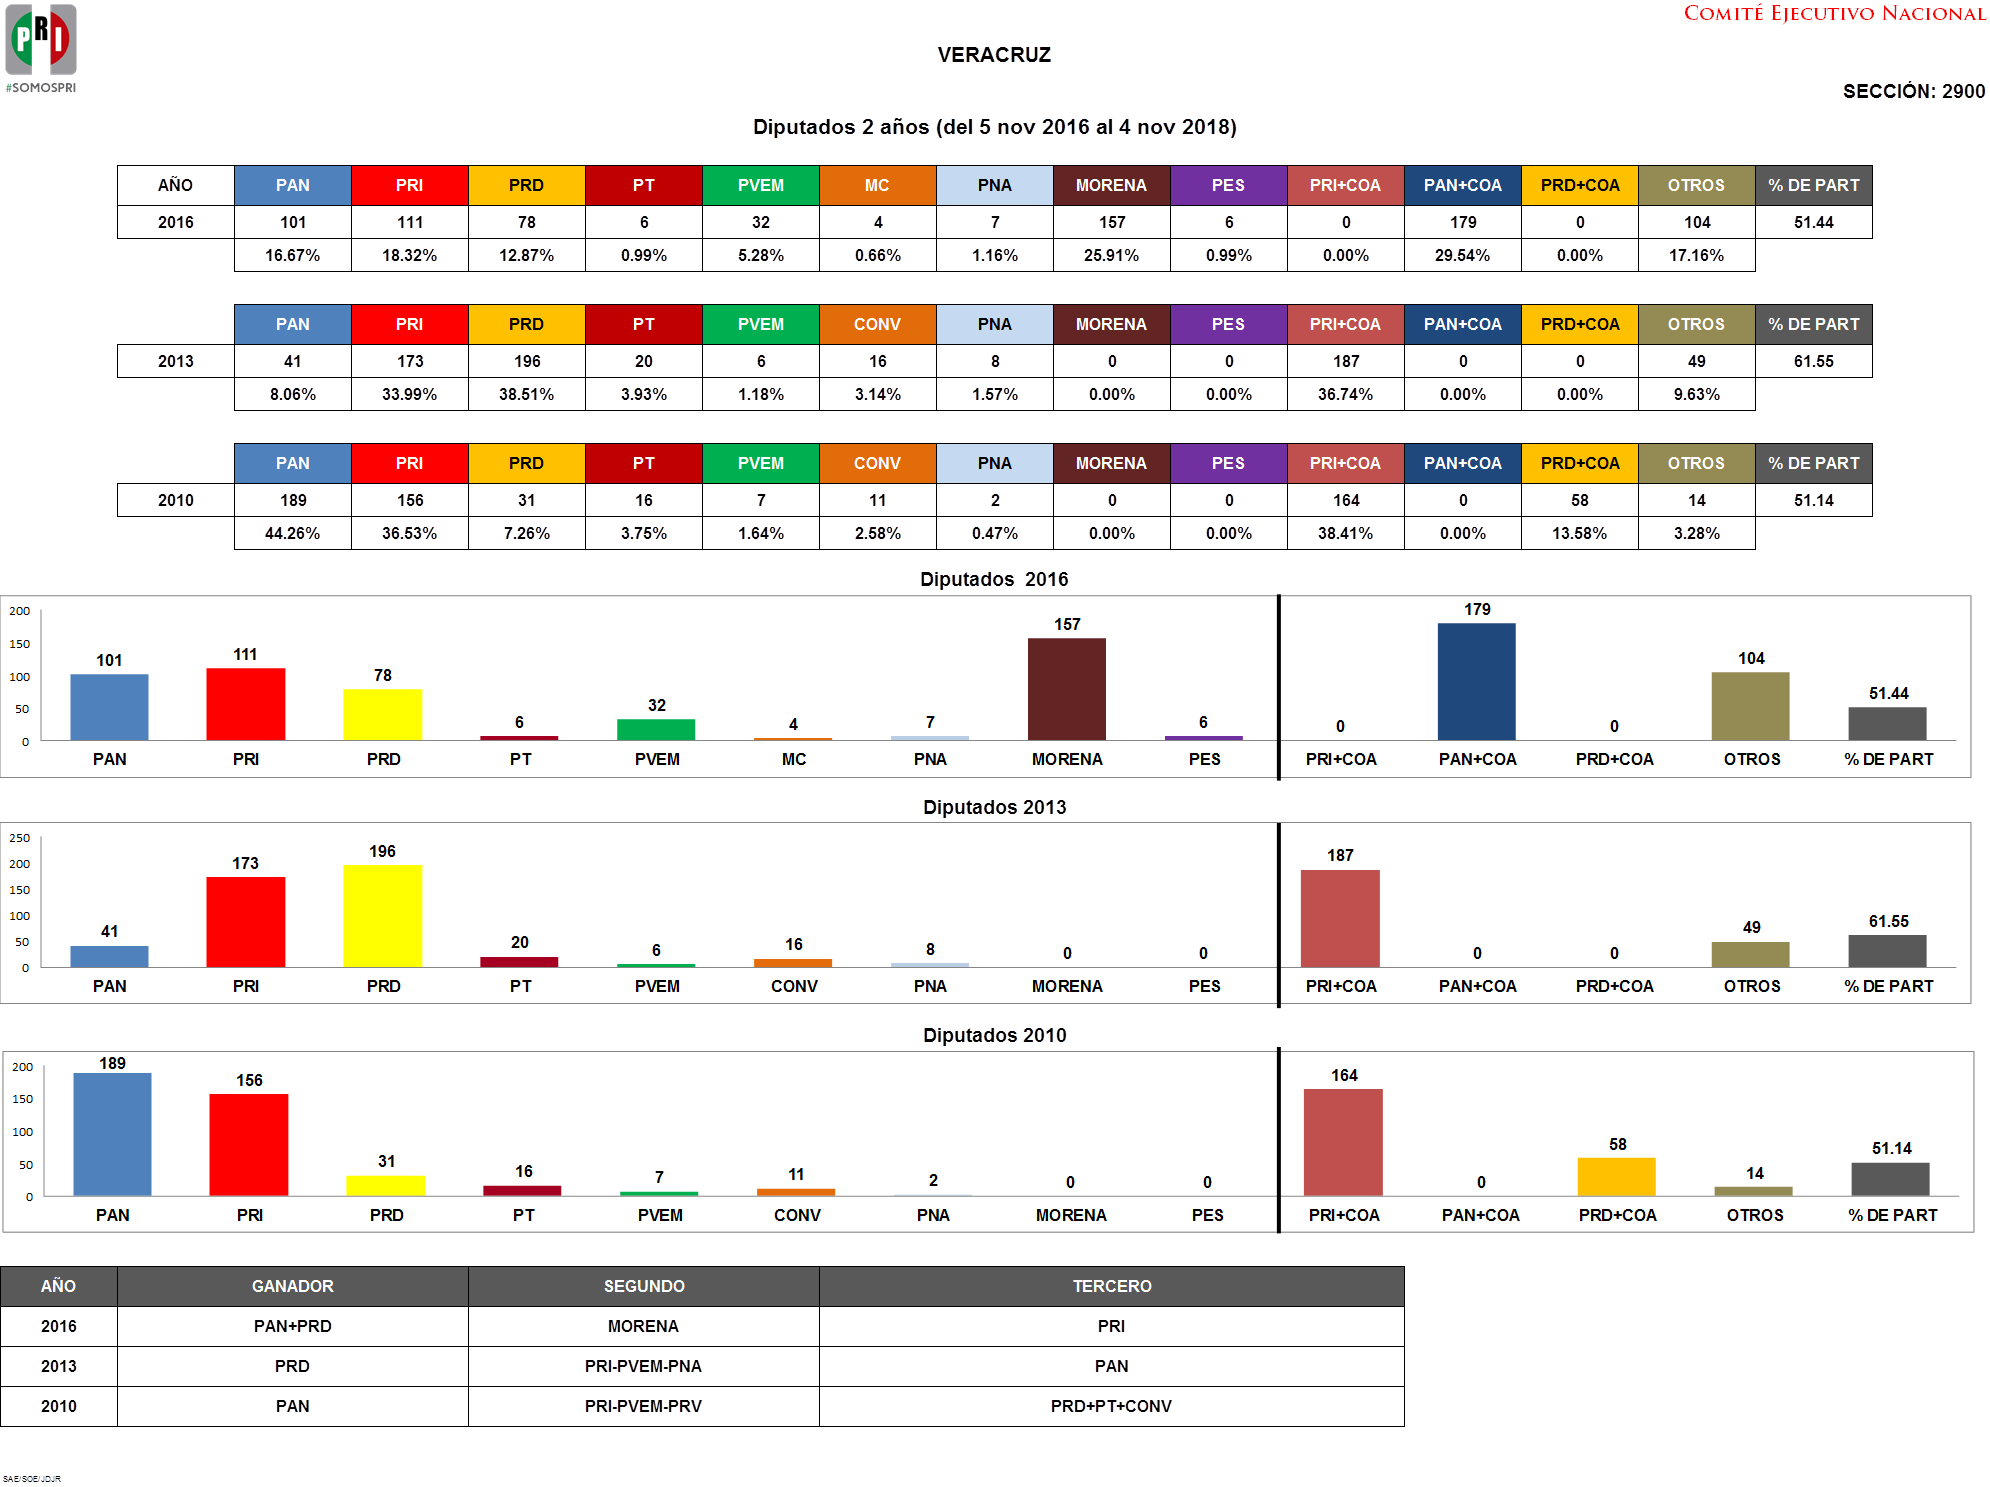 PRI
#SOMOSPRI
COMITÉ EJECUTIVO NACIONAL
VERACRUZ
SECCIÓN: 2900
Diputados 2 años (del 5 nov 2016 al 4 nov 2018)
AÑO PAN PRI PRD PT PVEM MC PNA MORENA PES PRI+COA PAN+COA PRD+COA OTROS % DE PART
2016 101 111 78 6 32 4 7 157 6 0 179 0 104 51.44
16.67% 18.32% 12.87% 0.99% 5.28% 0.66% 1.16% 25.91% 0.99% 0.00% 29.54% 0.00% 17.16%
PAN PRI PRD PT PVEM CONV PNA MORENA PES PRI+COA PAN+COA PRD+COA OTROS % DE PART
2013 41 173 196 20 6 16 8 0 0 187 0 0 49 61.55
8.06% 33.99% 38.51% 3.93% 1.18% 3.14% 1.57% 0.00% 0.00% 36.74% 0.00% 0.00% 9.63%
PAN PRI PRD PT PVEM CONV PNA MORENA PES PRI+COA PAN+COA PRD+COA OTROS % DE PART
2010 189 156 31 16 7 11 2 0 0 164 0 58 14 51.14
44.26% 36.53% 7.26% 3.75% 1.64% 2.58% 0.47% 0.00% 0.00% 38.41% 0.00% 13.58% 3.28%
Diputados  2016
200
150
100
50
0
101 111 78 6 32 4 7 157 6 0 179 0 104 51.44
PAN PRI PRD PT PVEM MC PNA MORENA PES PRI+COA PAN+COA PRD+COA OTROS % DE PART
Diputados 2013
250
200
150
100
50
0
41 173 196 20 6 16 8 0 0 187 0 0 49 61.55
PAN PRI PRD PT PVEM CONV PNA MORENA PES PRI+COA PAN+COA PRD+COA OTROS % DE PART
Diputados 2010
200
150
100
50
0
189 156 31 16 7 11 2 0 0 164 0 58 14 51.14
PAN PRI PRD PT PVEM CONV PNA MORENA PES PRI+COA PAN+COA PRD+COA OTROS % DE PART
AÑO GANADOR SEGUNDO TERCERO
2016 PAN+PRD MORENA PRI
2013 PRD PRI-PVEM-PNA PAN
2010 PAN PRI-PVEM-PRV PRD+PT+CONV
SAE/SOE/JDJR